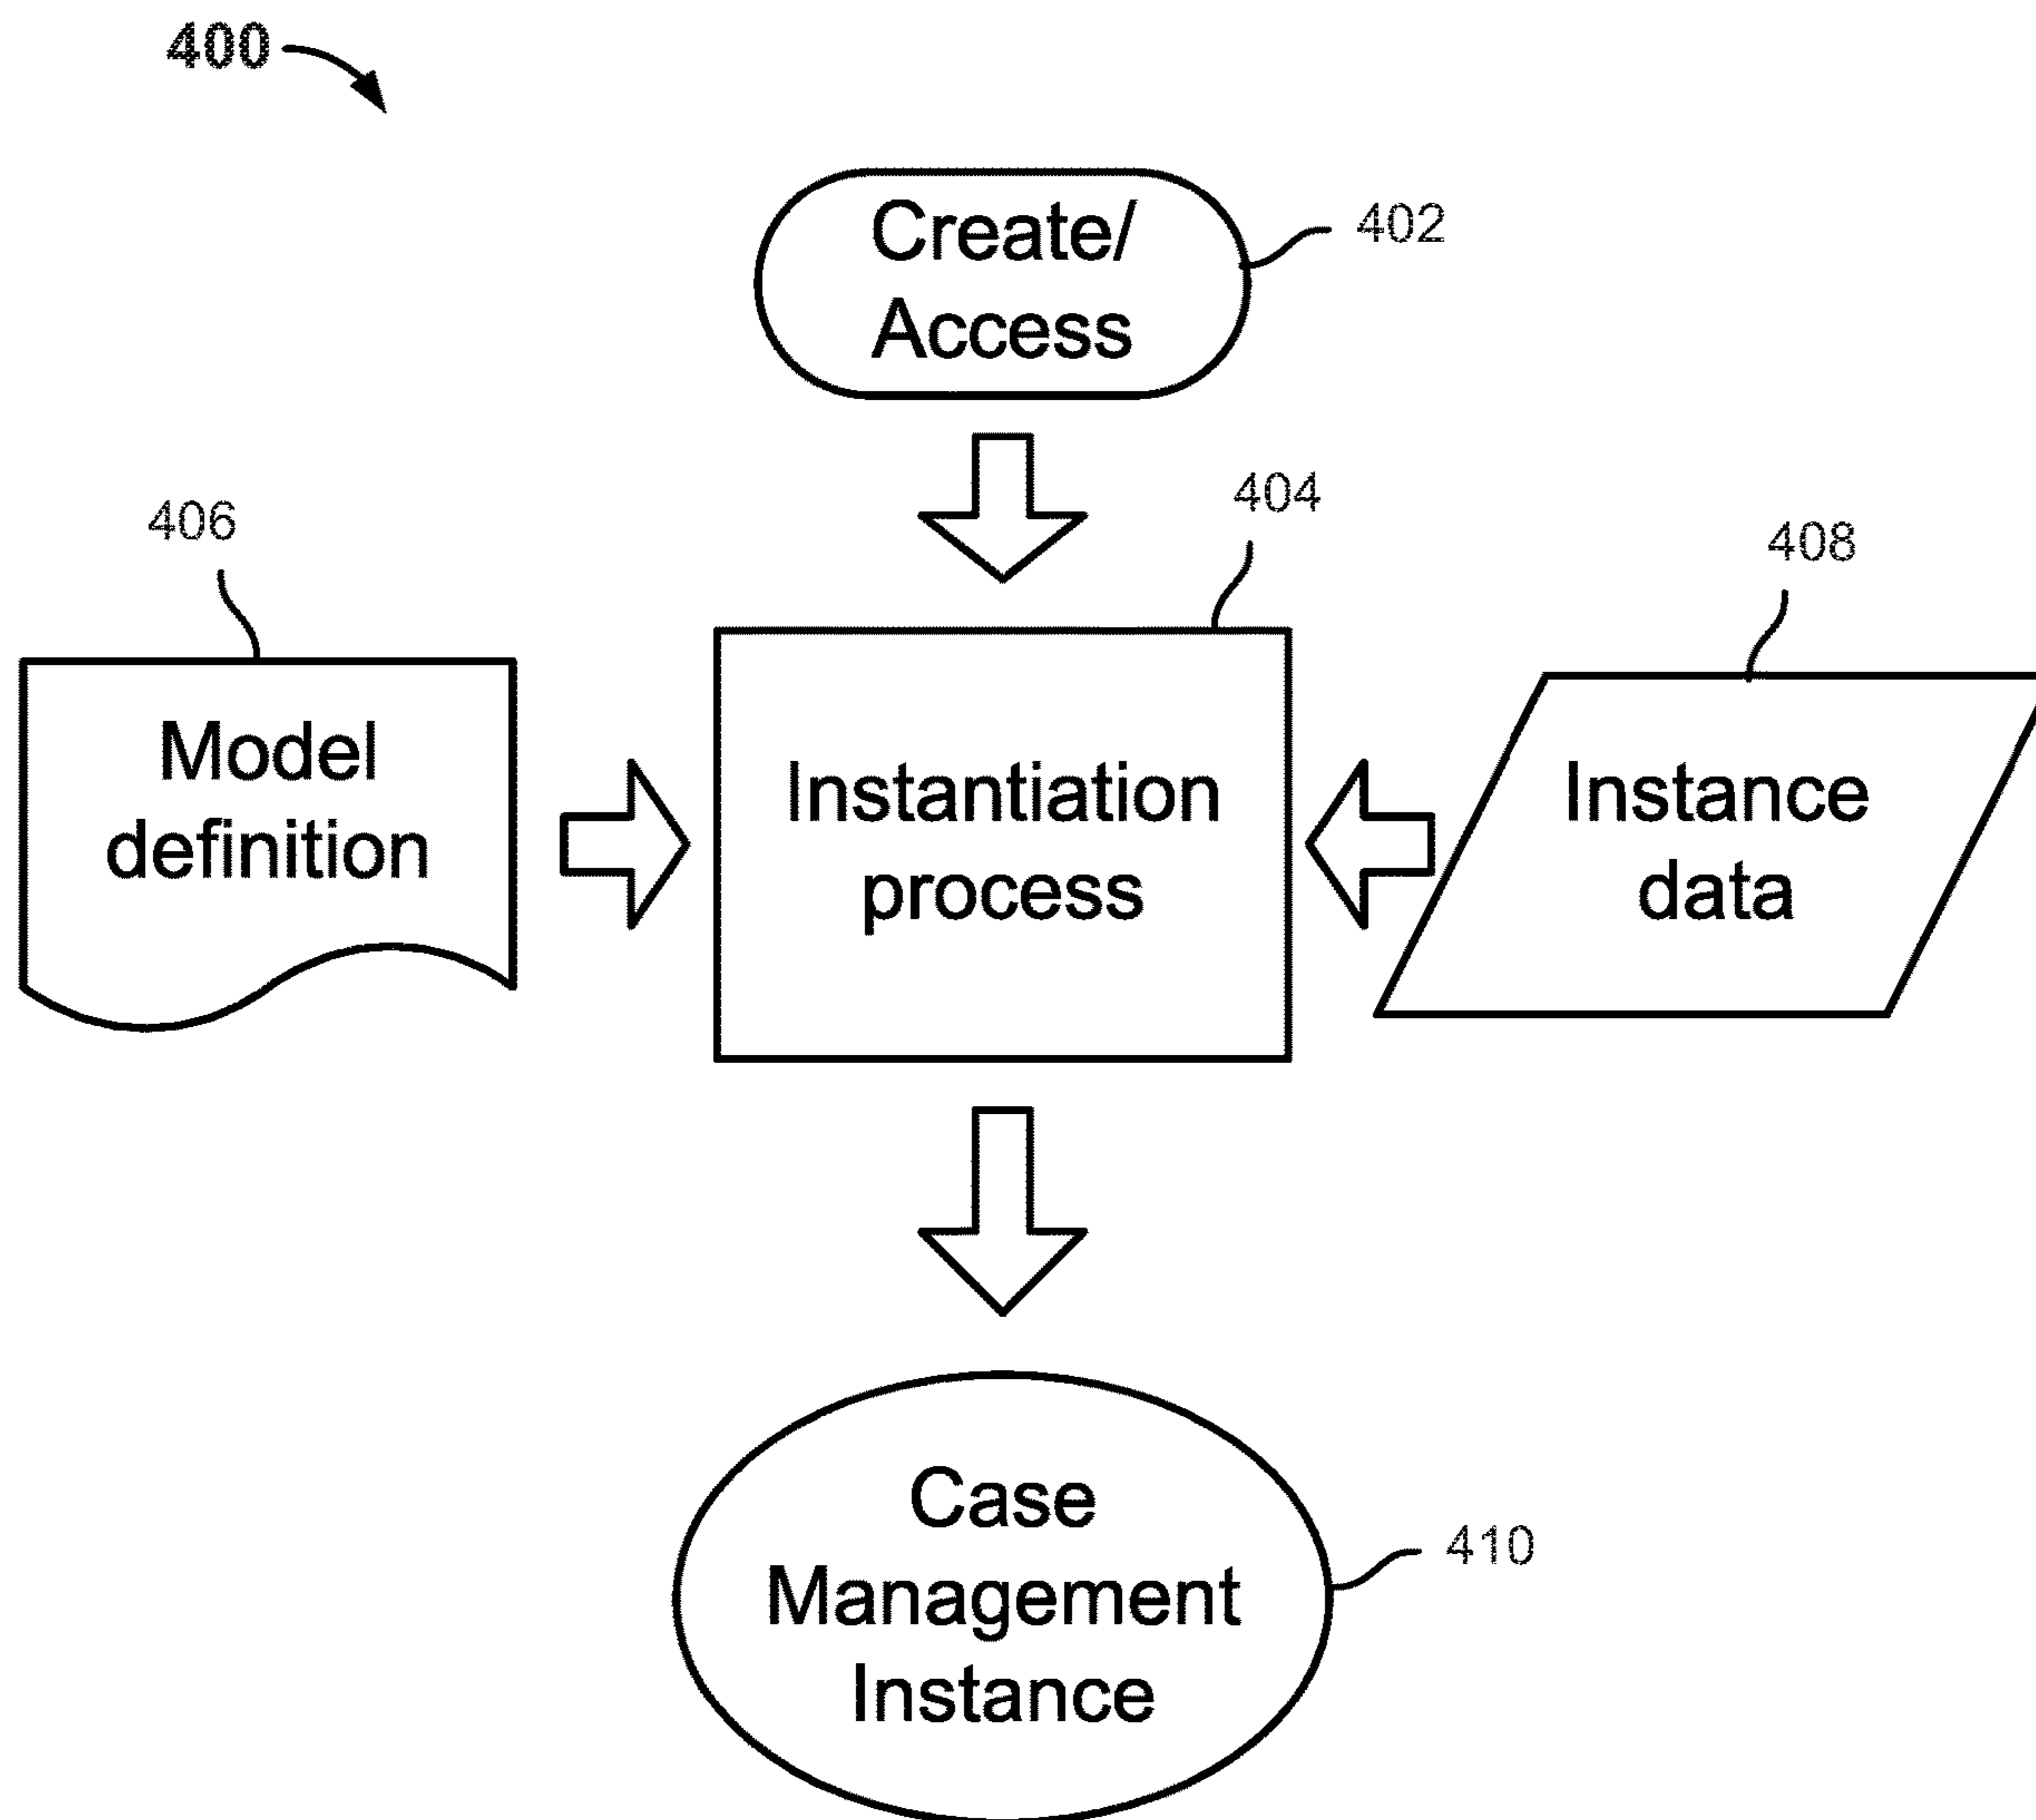 400
Create/
Access
402
404
406
408
Model
definition
Instantiation
process
Instance
data
Case
Management
Instance
410